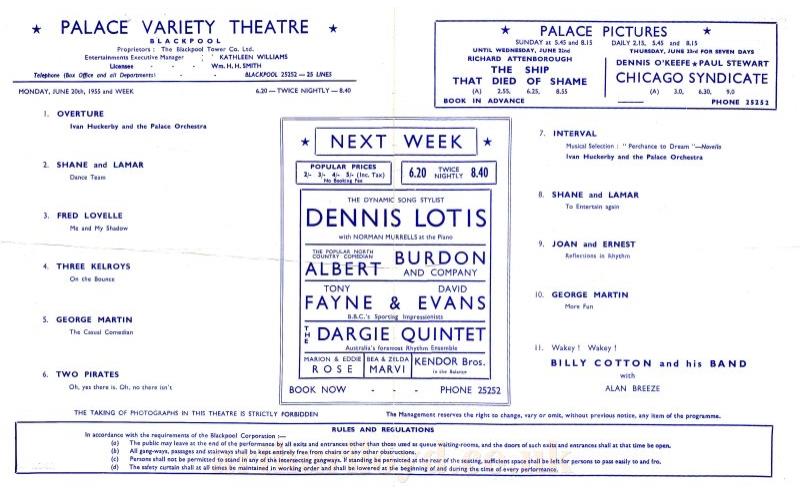 PALACE VARIETY THEATRE
BLACKPOOL
Proprietors : The Blackpool Tower Co. Ltd.
Entertainments Executive Manager : ' KATHLEEN WILLIAMS
Licensee - - - Wm. H. H. SMITH
Telephone (Box Office and all Departments) - - BLACKPOOL 25252 — 25 LINES
MONDAY, JUNE 20th, 1955 and WEEK 6.20 — TWICE NIGHTLY — 8.40
1. OVERTURE
Ivan Huckerby and the Palace Orchestra
2. SHANE and LAMAR
Dance Team
3. FRED LOVELLE
Me and My Shadow
4. THREE KELROYS
On the Bounce
5. GEORGE MARTIN
The Casual Comedian
6. TWO PIRATES
Oh, yes there is. Oh, no there isn't
NEXT WEEK
POPULAR PRICES
2/- 3/- 4/- 5/- (Inc. Tax)
No Booking Fee
6.20 TWICE NIGHTLY 8.40
THE DYNAMIC SONG STYLIST
DENNIS LOTIS
with NORMAN MURRELLS at the Piano
THE POPULAR NORTH COUNTRY COMEDIAN
ALBERT BURDON
AND COMPANY
TONY DAVID
FAYNE & EVANS
B.B.C.'s Sporting Impressionists
THE DARGIE QUINTET
Australia's foremost Rhythm Ensemble
MARION & EDDIE ROSE
BEA & ZELDA MARVI
KENDOR Bros.
in the Balance
BOOK NOW - - - PHONE 25252
PALACE PICTURES
SUNDAY at 5.45 and 8.15 DAILY 2.15, 5.45 and 8.15
UNTIL WEDNESDAY, JUNE 22nd
RICHARD ATTENBOROUGH
THE SHIP
THAT DIED OF SHAME
(A) 2.55, 6.25, 8.55
BOOK IN ADVANCE
THURSDAY, JUNE 23rd FOR SEVEN DAYS
DENNIS O'KEEFE ★ PAUL STEWART
CHICAGO SYNDICATE
(A) 3.0, 6.30, 9.0
PHONE 25252
7. INTERVAL
Musical Selection : " Perchance to Dream "—Novello
Ivan Huckerby and the Palace Orchestra
8. SHANE and LAMAR
To Entertain again
9. JOAN and ERNEST
Reflections in Rhythm
10. GEORGE MARTIN
More Fun
11. Wakey ! Wakey !
BILLY COTTON and his BAND
with
ALAN BREEZE
THE TAKING OF PHOTOGRAPHS IN THIS THEATRE IS STRICTLY FORBIDDEN
The Management reserves the right to change, vary or omit, without previous notice, any item of the programme.
RULES AND REGULATIONS
In accordance with the requirements of the Blackpool Corporation :—
(a) The public may leave at the end of the performance by all exits and entrances other than those used as queue waiting-rooms, and the doors of such exits and entrances shall at that time be open.
(b) All gang-ways, passages and stairways shall be kept entirely free from chairs or any other obstructions.
(c) Persons shall not be permitted to stand in any of the intersecting gangways. If standing be permitted at the rear of the seating, sufficient space shall be left for persons to pass easily to and fro.
(d) The safety curtain shall at all times be maintained in working order and shall be lowered at the beginning of and during the time of every performance.